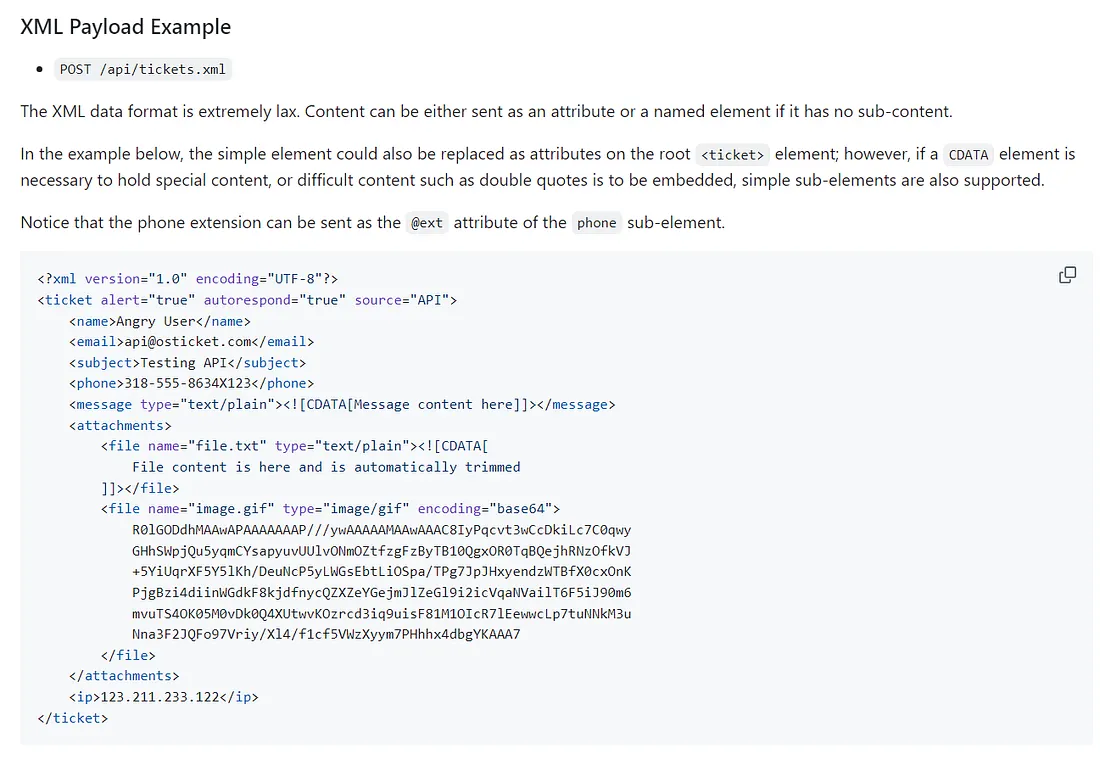 XML Payload Example
POST /api/tickets.xml
The XML data format is extremely lax. Content can be either sent as an attribute or a named element if it has no sub-content.
In the example below, the simple element could also be replaced as attributes on the root <ticket> element; however, if a CDATA element is
necessary to hold special content, or difficult content such as double quotes is to be embedded, simple sub-elements are also supported.
Notice that the phone extension can be sent as the @ext attribute of the phone sub-element.
<?xml version="1.0" encoding="UTF-8"?>
<ticket alert="true" autorespond="true" source="API">
    <name>Angry User</name>
    <email>api@osticket.com</email>
    <subject>Testing API</subject>
    <phone>318-555-8634X123</phone>
    <message type="text/plain"><![CDATA[Message content here]]></message>
    <attachments>
        <file name="file.txt" type="text/plain"><![CDATA[
            File content is here and is automatically trimmed
        ]]></file>
        <file name="image.gif" type="image/gif" encoding="base64">
            R0lGODdhMAAwAPAAAAAAAP///ywAAAAAMAAwAAAC8IyPqcvt3wCcDkiLc7C0qwy
            GHhSWpjQu5yqmCYsapyuvUUlvONmOZtfzgFzByTB10QgxOR0TqBQejhRNzOfkVJ
            +5YiUqrXF5Y5lKh/DeuNcP5yLWGsEbtLiOSpa/TPg7JpJHxyendzWTBfX0cxOnK
            PjgBzi4diinWGdkF8kjdfnycQZXZeYGejmJlZeGl9i2icVqaNVailT6F5iJ90m6
            mvuTS4OK05M0vDk0Q4XUtwvKOzrcd3iq9uisF81M1OIcR7lEewwcLp7tuNNkM3u
            Nna3F2JQFo97Vriy/Xl4/f1cf5VWzXyym7PHhhx4dbgYKAAA7
        </file>
    </attachments>
    <ip>123.211.233.122</ip>
</ticket>